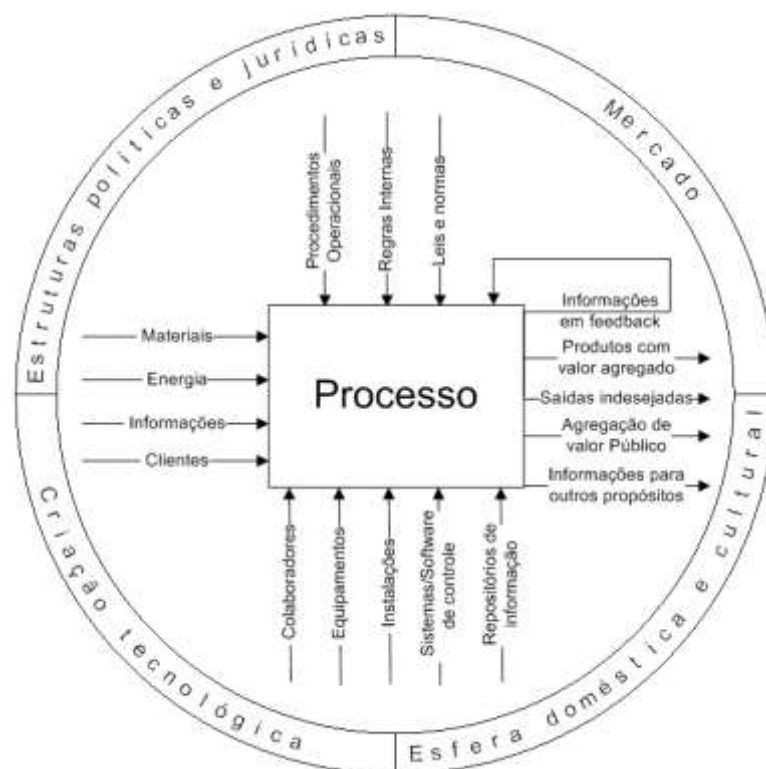 Estruturas políticas e jurídicas
Mercado
Procedimentos
Operacionais
Regras Internas
Leis e normas
Materiais
Energia
Informações
Clientes
Processo
Informações
em feedback
Produtos com
valor agregado
Saídas indesejadas
Agregação de
valor Público
Informações para
outros propósitos
Colaboradores
Equipamentos
Instalações
Sistemas/Software
de controle
Repositórios de
informação
Criação tecnológica
Esfera doméstica e cultural